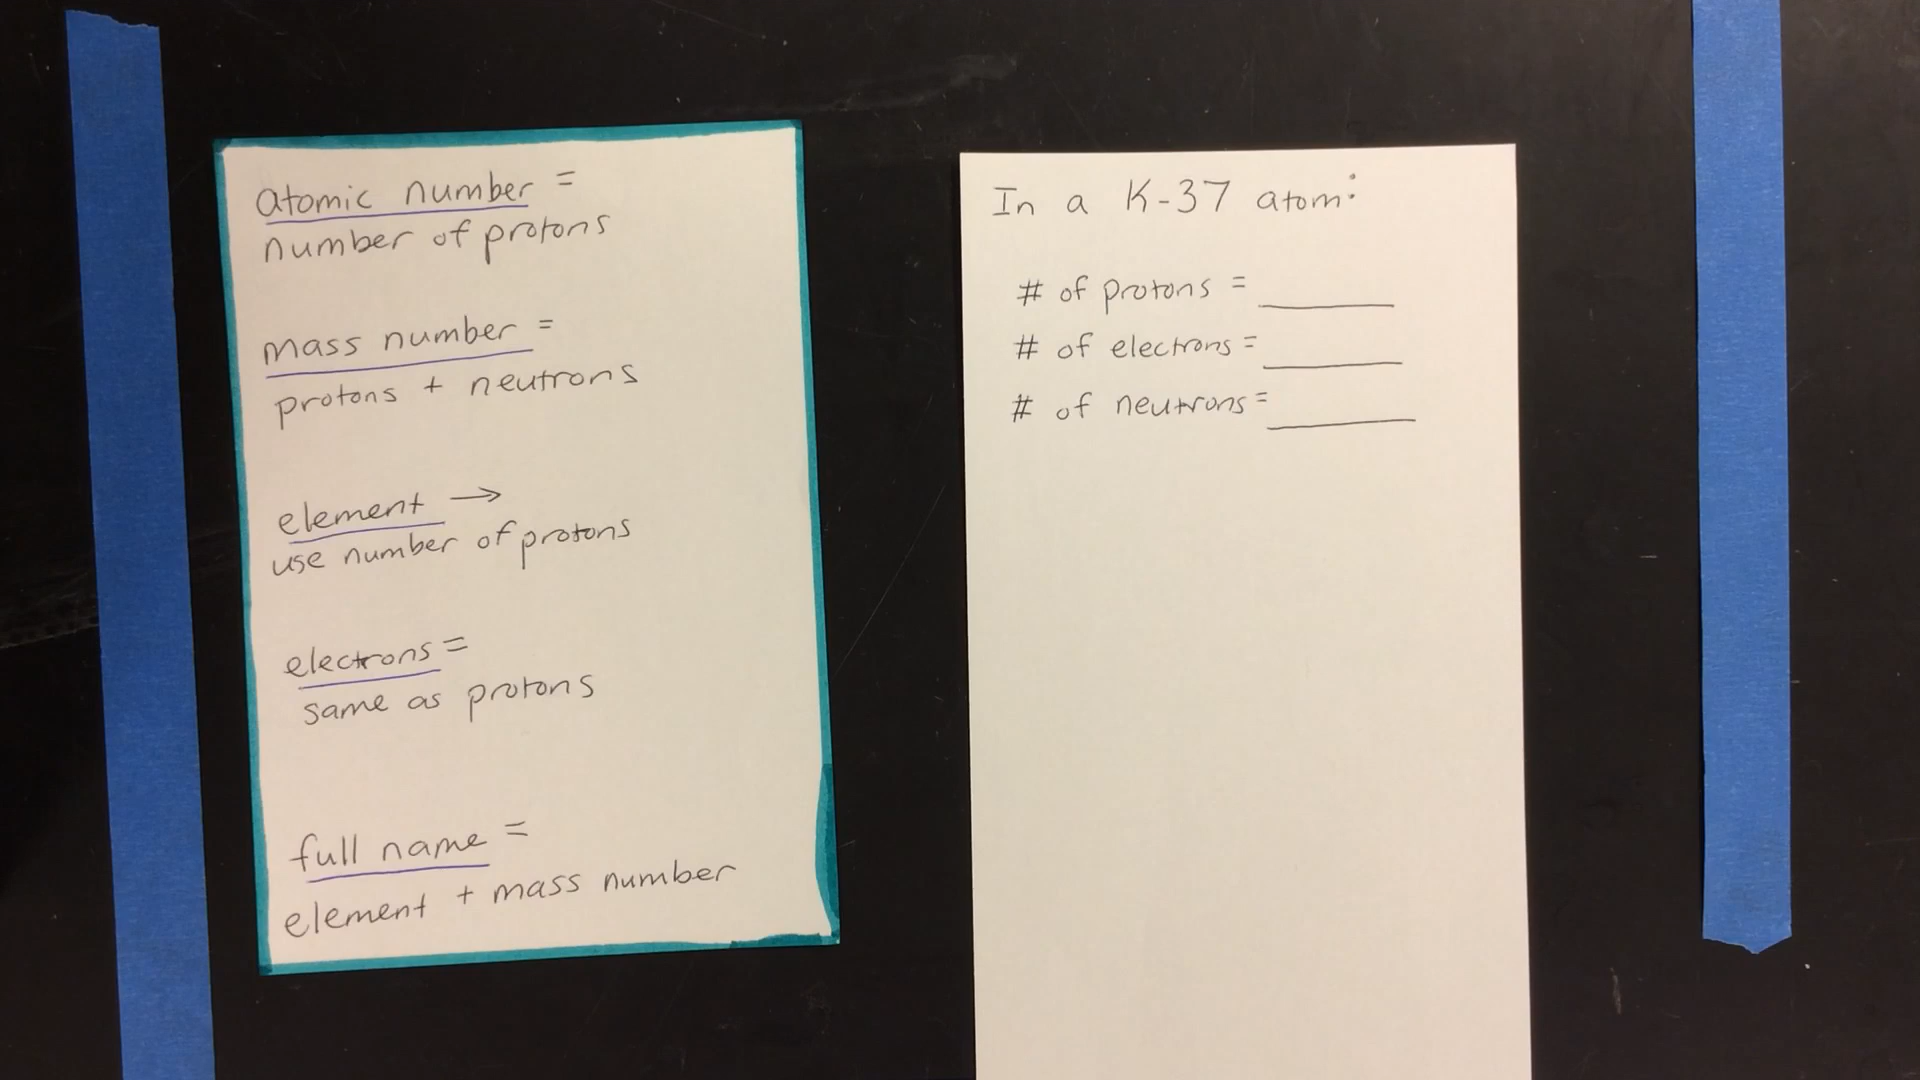 atomic number =
number of protons
mass number =
protons + neutrons
element →
use number of protons
electrons =
same as protons
full name =
element + mass number
In a K-37 atom:
# of protons = ______
# of electrons = ______
# of neutrons = ______